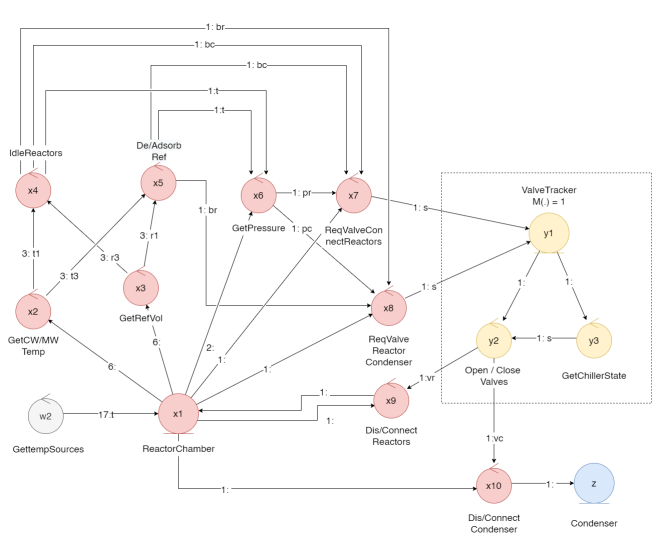 1: br
1: bc
1: bc
1:t
1:t
De/Adsorb
Ref
IdleReactors
x4
x5
x6
1: pr
x7
ValveTracker
M(.) = 1
1: s
1: br
GetPressure
1: pc
ReqValveCon
nectReactors
y1
3: r1
3: t1
3: r3
3: t3
1: s
1:
1:
x2
x3
x8
GetCW/MW
Temp
GetRefVol
ReqValve
Reactor
Condenser
y2
1: s
y3
6:
6:
2:
1:
1:
Open / Close
Valves
GetChillerState
1:vr
w2
17:t
x1
1:
1:
x9
GettempSources
ReactorChamber
Dis/Connect
Reactors
1:vc
1:
x10
1:
z
Dis/Connect
Condenser
Condenser